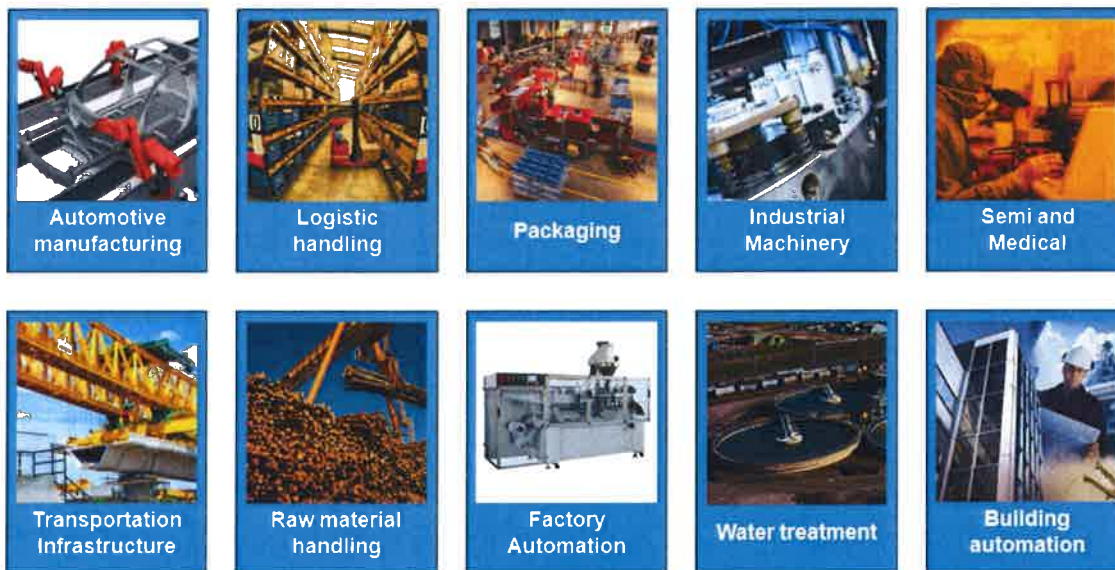 Automotive
manufacturing
Logistic
handling
Packaging
Industrial
Machinery
Semi and
Medical
Transportation
Infrastructure
Raw material
handling
Factory
Automation
Water treatment
Building
automation